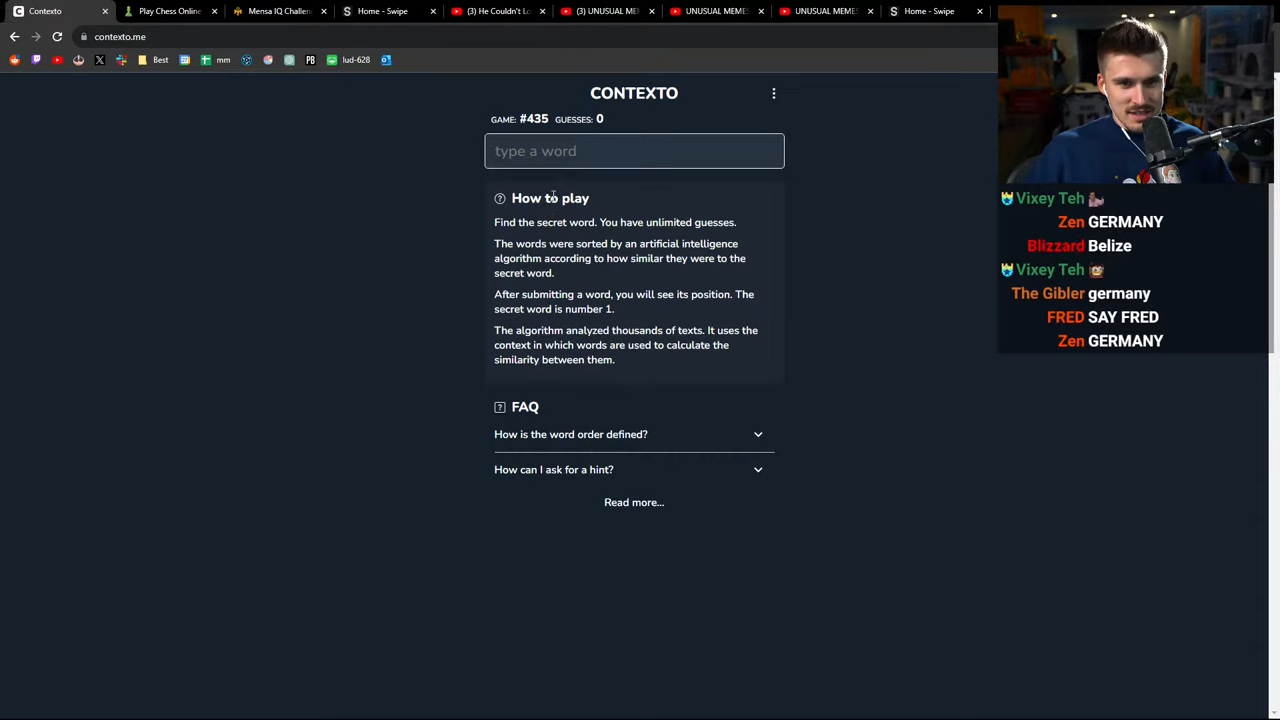 Contexto
Play Chess Online
Mensa IQ Challen
Home - Swipe
(3) He Couldn't Lo
(3) UNUSUAL MEM
UNUSUAL MEMES
UNUSUAL MEME
Home - Swipe
contexto.me
Best
mm
lud-628
CONTEXTO
GAME: #435 GUESSES: 0
type a word
How to play
Find the secret word. You have unlimited guesses.
The words were sorted by an artificial intelligence
algorithm according to how similar they were to the
secret word.
After submitting a word, you will see its position. The
secret word is number 1.
The algorithm analyzed thousands of texts. It uses the
context in which words are used to calculate the
similarity between them.
FAQ
How is the word order defined?
How can I ask for a hint?
Read more...
Vixey Teh
Zen GERMANY
Blizzard Belize
Vixey Teh
The Gibler germany
FRED SAY FRED
Zen GERMANY